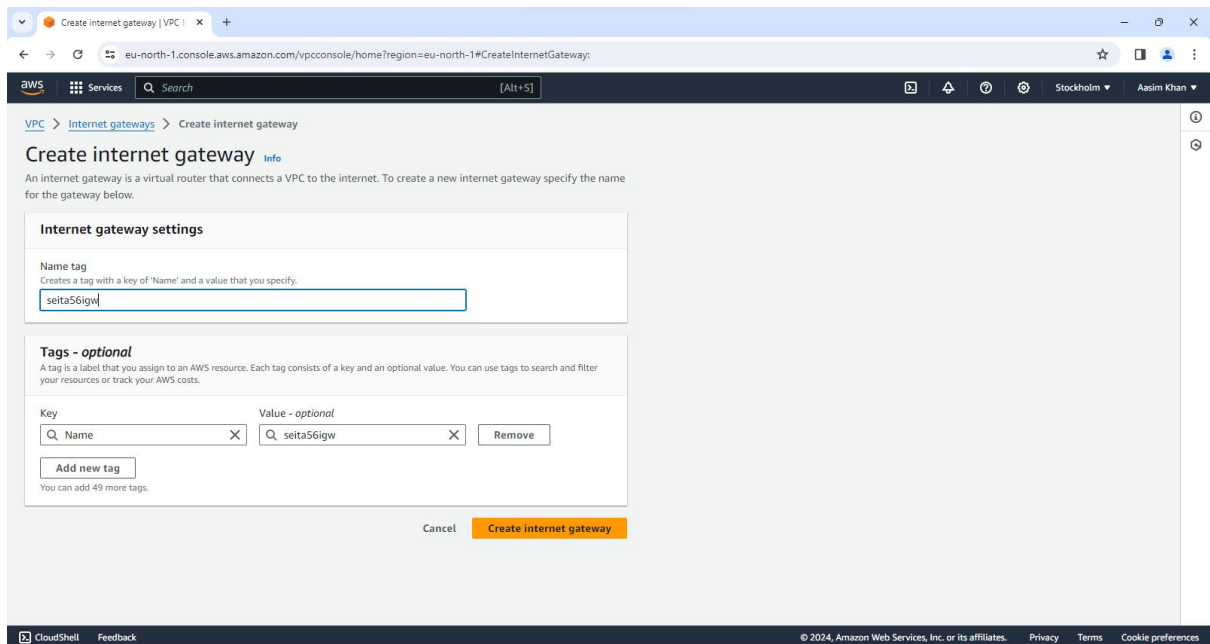 Create internet gateway | VPC
eu-north-1.console.aws.amazon.com/vpcconsole/home?region=eu-north-1#CreateInternetGateway:
aws Services Search [Alt+S] Stockholm Aasim Khan
VPC > Internet gateways > Create internet gateway
Create internet gateway Info
An internet gateway is a virtual router that connects a VPC to the internet. To create a new internet gateway specify the name
for the gateway below.
Internet gateway settings
Name tag
Creates a tag with a key of 'Name' and a value that you specify.
seita56igw
Tags - optional
A tag is a label that you assign to an AWS resource. Each tag consists of a key and an optional value. You can use tags to search and filter
your resources or track your AWS costs.
Key Value - optional
Name seita56igw Remove
Add new tag
You can add 49 more tags.
Cancel Create internet gateway
CloudShell Feedback © 2024, Amazon Web Services, Inc. or its affiliates. Privacy Terms Cookie preferences